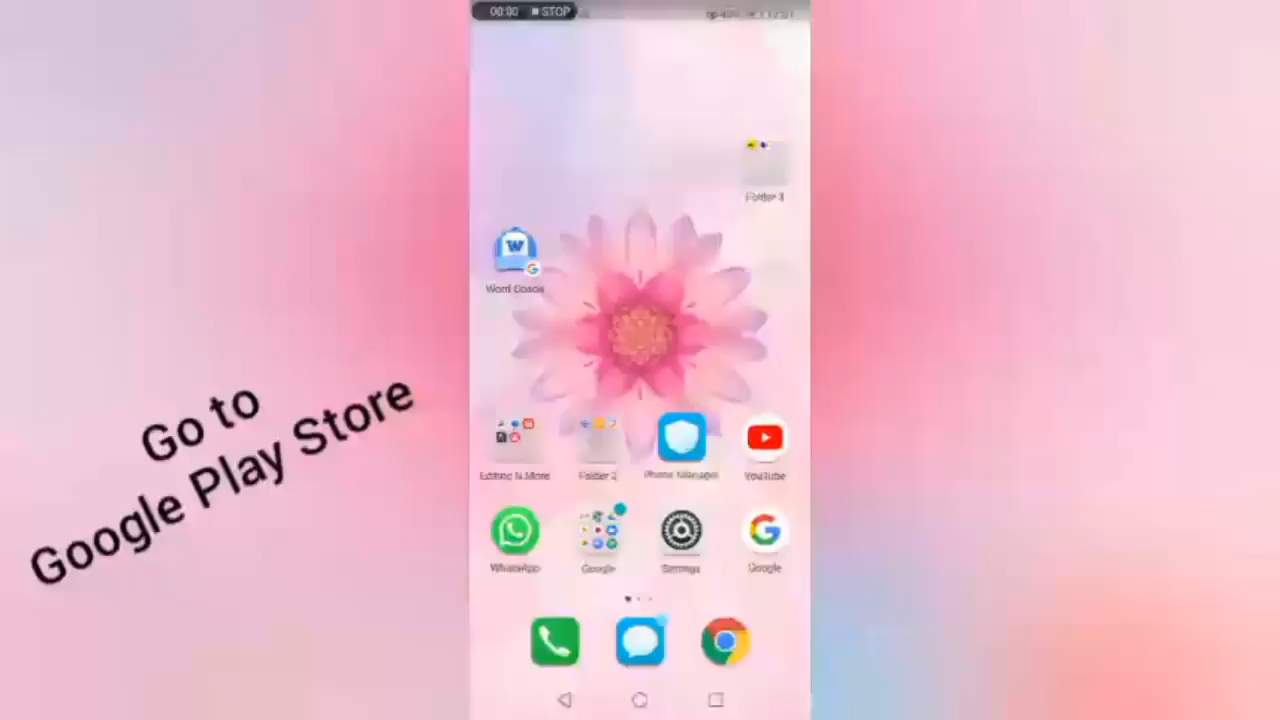 00:00 STOP
Folder 3
W
Word Coach
Go to
Google Play Store
Editing N More
Folder 2
Phone Manager
YouTube
WhatsApp
Google
Settings
Google